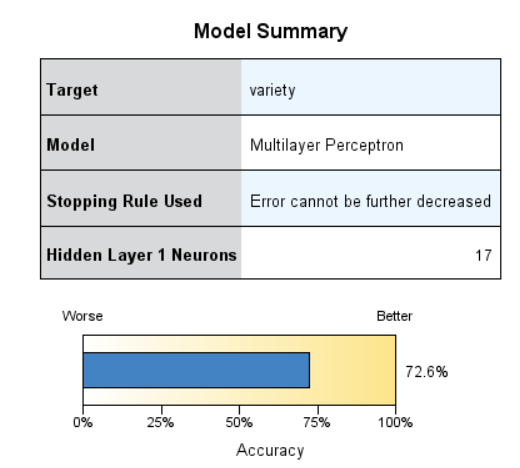 Model Summary
Target variety
Model Multilayer Perceptron
Stopping Rule Used Error cannot be further decreased
Hidden Layer 1 Neurons 17
Worse Better
72.6%
0% 25% 50% 75% 100%
Accuracy